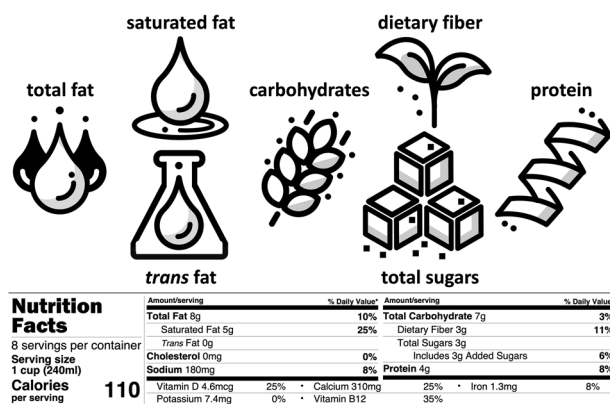 saturated fat
dietary fiber
total fat
carbohydrates
protein
trans fat
total sugars
Nutrition
Facts
8 servings per container
Serving size
1 cup (240ml)
Calories
per serving
110
Amount/serving % Daily Value*
Total Fat 8g 10%
Saturated Fat 5g 25%
Trans Fat 0g
Cholesterol 0mg 0%
Sodium 180mg 8%
Amount/serving % Daily Value
Total Carbohydrate 7g 3%
Dietary Fiber 3g 11%
Total Sugars 3g
Includes 3g Added Sugars 6%
Protein 4g 8%
Vitamin D 4.6mcg 25% • Calcium 310mg 25% • Iron 1.3mg 8%
Potassium 7.4mg 0% • Vitamin B12 35%